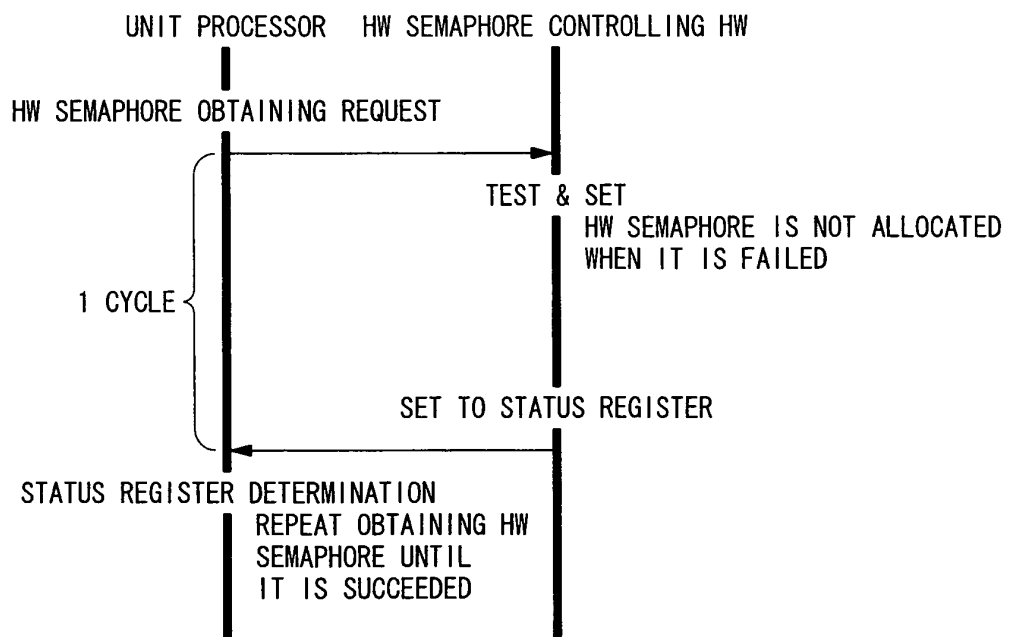 UNIT PROCESSOR
HW SEMAPHORE CONTROLLING HW
HW SEMAPHORE OBTAINING REQUEST
TEST & SET
HW SEMAPHORE IS NOT ALLOCATED
WHEN IT IS FAILED
1 CYCLE
SET TO STATUS REGISTER
STATUS REGISTER DETERMINATION
REPEAT OBTAINING HW
SEMAPHORE UNTIL
IT IS SUCCEEDED